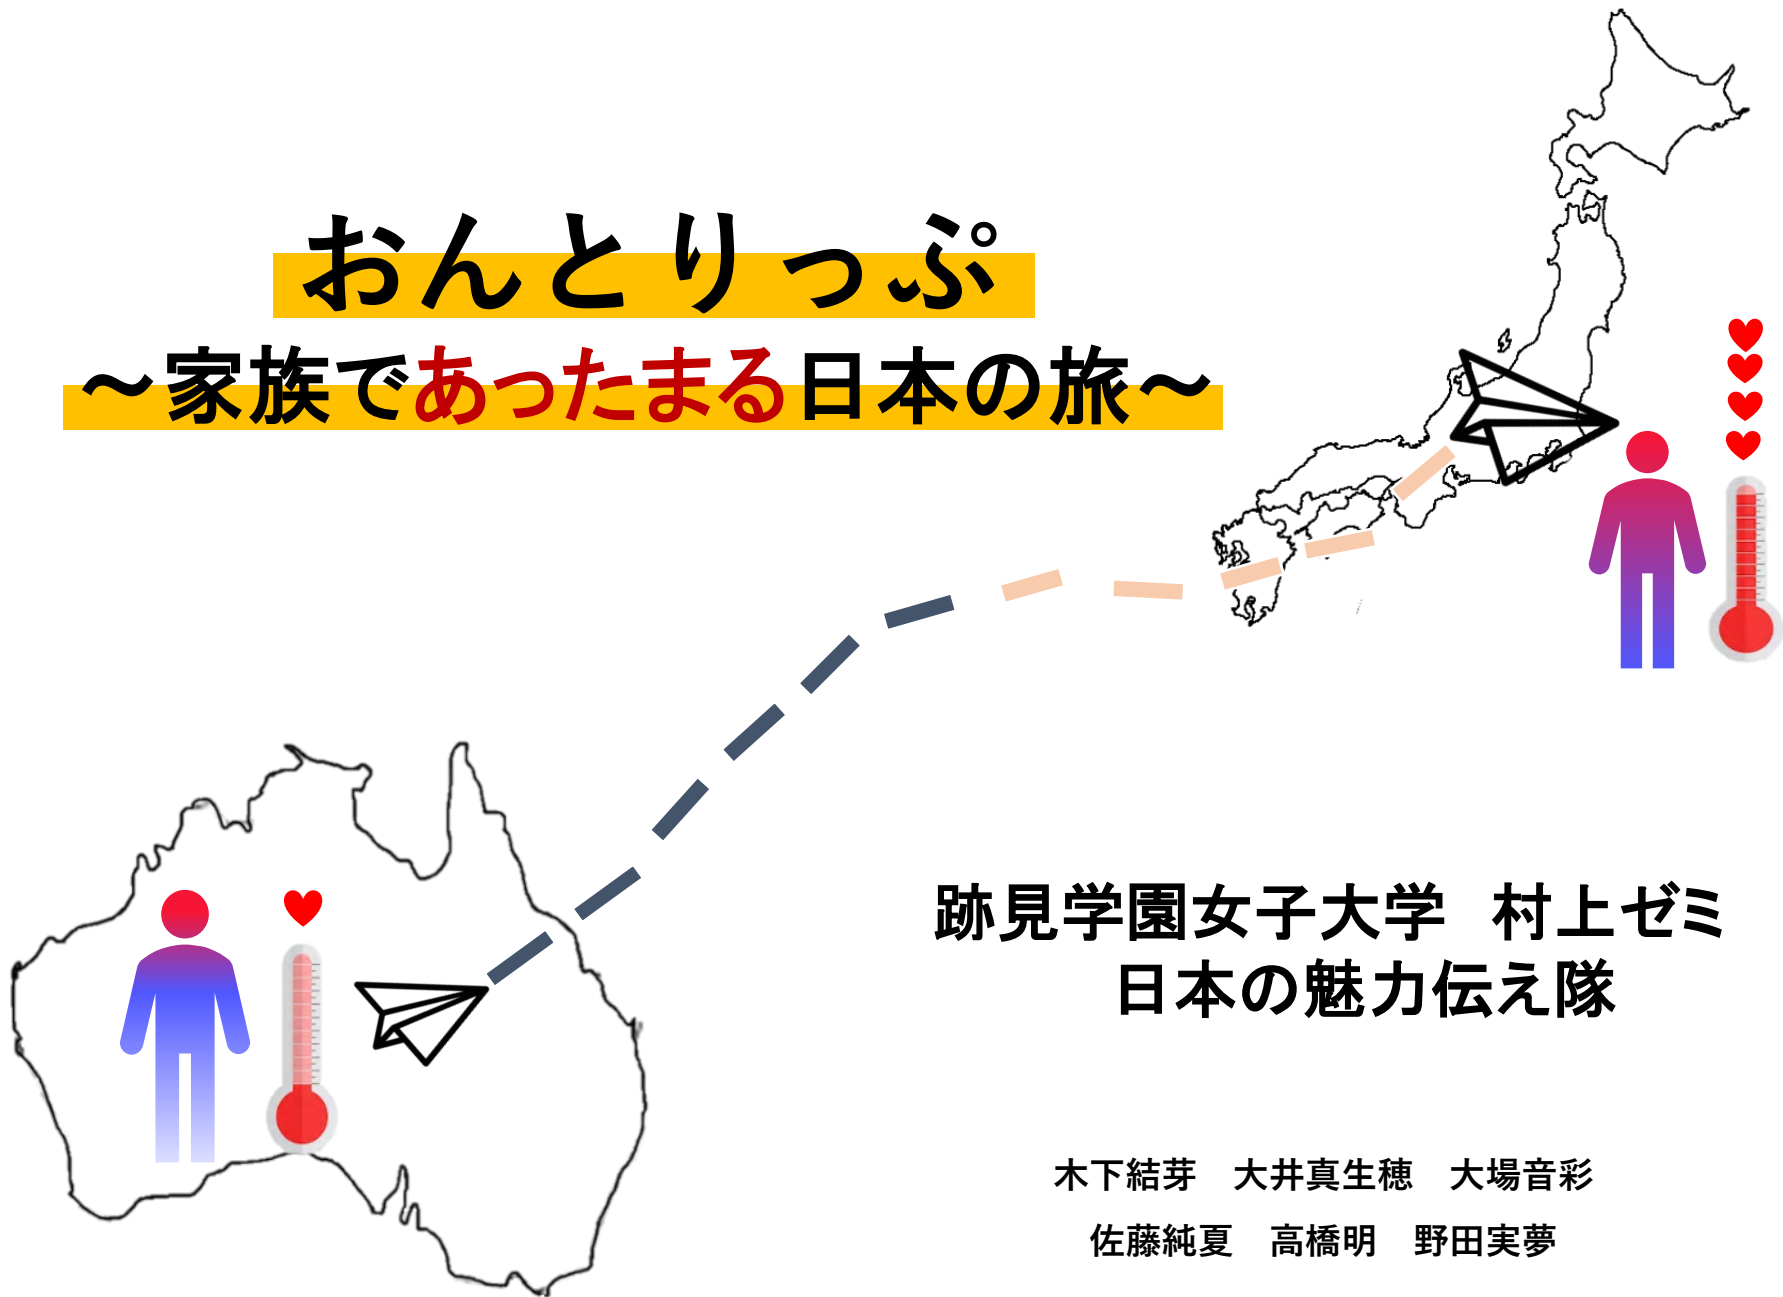 おんとりっぷ
～家族であったまる日本の旅～
跡見学園女子大学　村上ゼミ
日本の魅力伝え隊
木下結芽　大井真生穂　大場音彩
佐藤純夏　高橋明　野田実夢